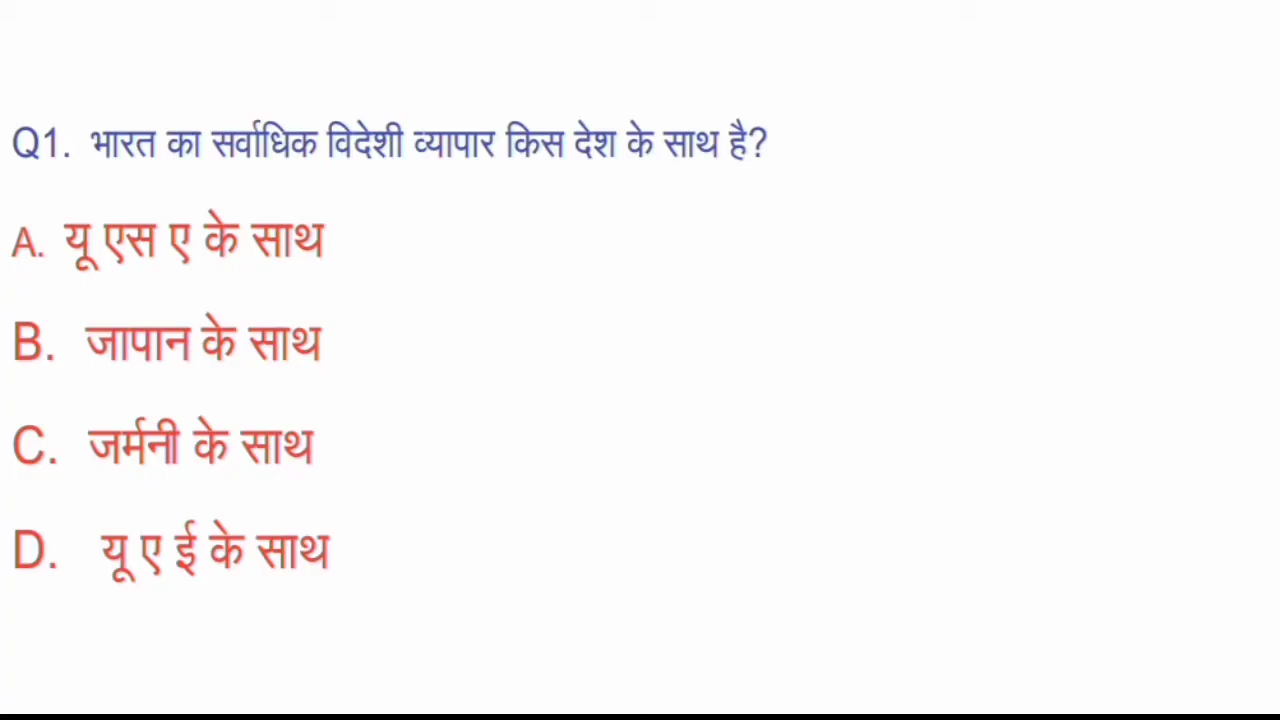 Q1. भारत का सर्वाधिक विदेशी व्यापार किस देश के साथ है?
A. यू एस ए के साथ
B. जापान के साथ
C. जर्मनी के साथ
D. यू ए ई के साथ